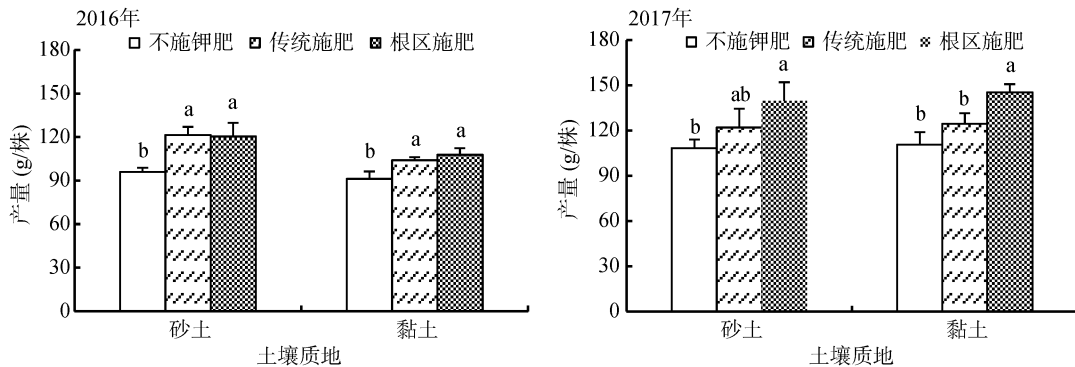 2016年
不施钾肥 传统施肥 根区施肥
180
150
120
90
60
30
0
产量 (g/株)
b a a
b a a
砂土 黏土
土壤质地
2017年
不施钾肥 传统施肥 根区施肥
180
150
120
90
60
30
0
产量 (g/株)
b ab a
b b a
砂土 黏土
土壤质地